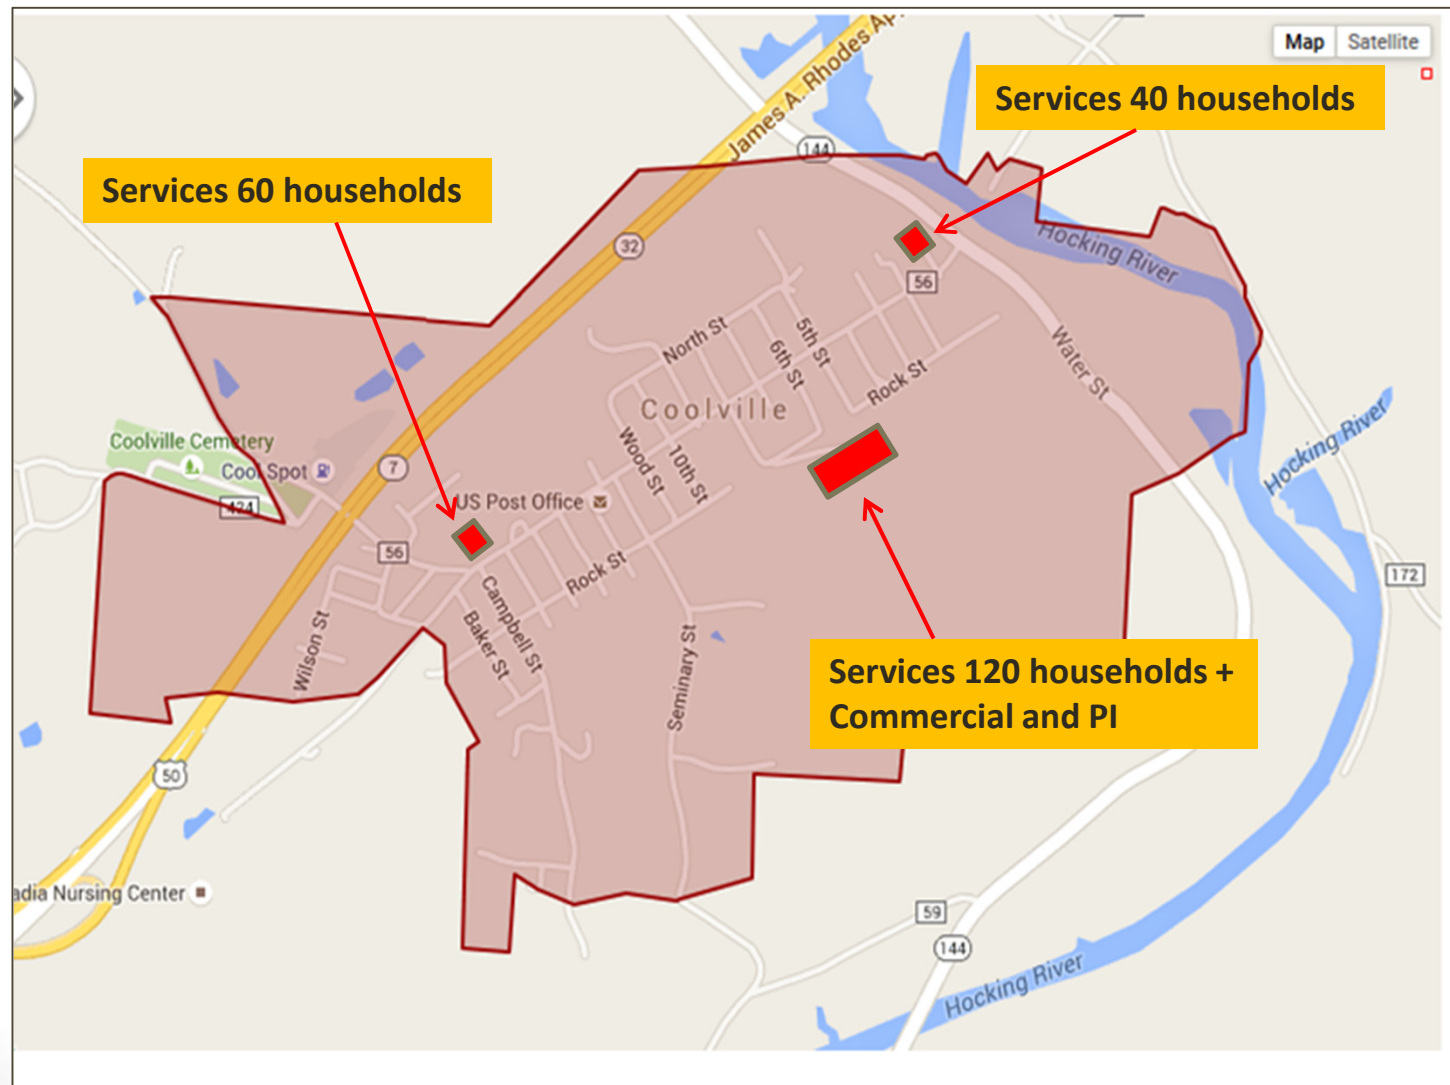 Map
Satellite
James A. Rhodes Ap
Services 40 households
144
Services 60 households
32
Hocking River
56
5th St
North St
6th St
Water St
Rock St
Coolville
Hocking River
Coolville Cemetery
Wood St
10th St
Cool Spot
7
424
US Post Office
56
Rock St
172
Campbell St
Baker St
Wilson St
Seminary St
Services 120 households +
Commercial and PI
50
adia Nursing Center
59
144
Hocking River